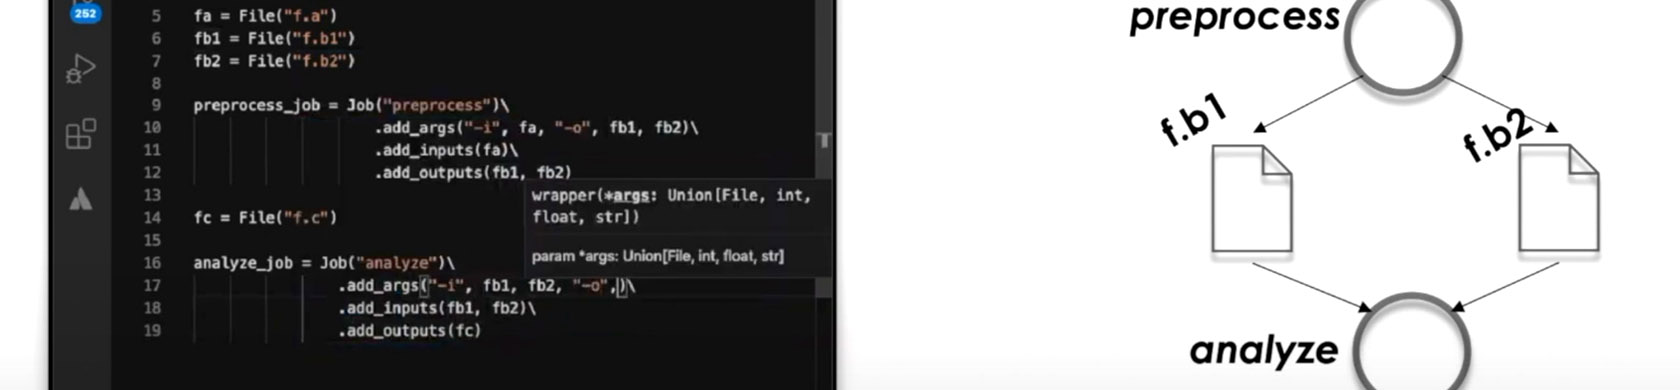 252
5 fa = File("f.a")
6 fb1 = File("f.b1")
7 fb2 = File("f.b2")
8
9 preprocess_job = Job("preprocess")\
10 .add_args("-i", fa, "-o", fb1, fb2)\
11 .add_inputs(fa)\
12 .add_outputs(fb1, fb2)
13
14 fc = File("f.c")
15
16 analyze_job = Job("analyze")\
17 .add_args("-i", fb1, fb2, "-o",)\
18 .add_inputs(fb1, fb2)\
19 .add_outputs(fc)
wrapper(*args: Union[File, int,
float, str])
param *args: Union[File, int, float, str]
preprocess
f.b1
f.b2
analyze